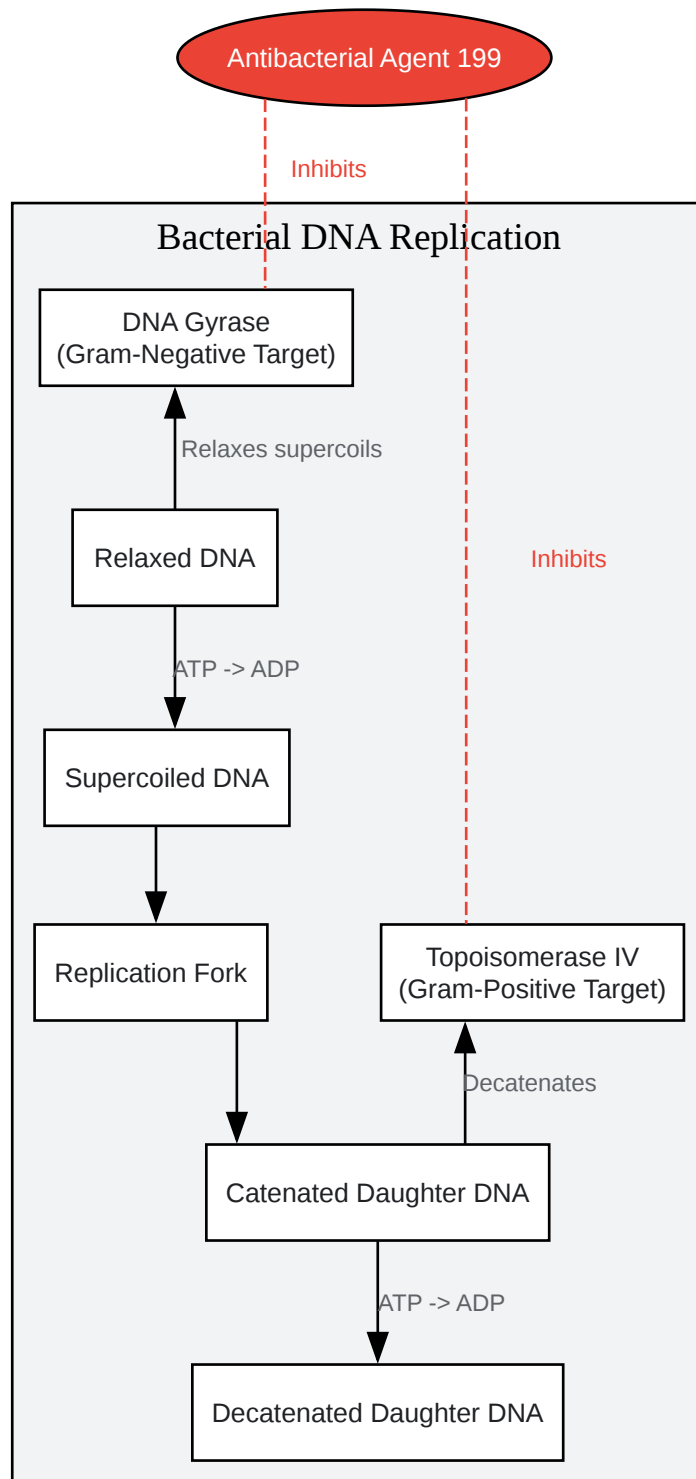 Antibacterial Agent 199
Inhibits
Bacterial DNA Replication
DNA Gyrase
(Gram-Negative Target)
Relaxes supercoils
Relaxed DNA
Inhibits
ATP -> ADP
Supercoiled DNA
Replication Fork
Topoisomerase IV
(Gram-Positive Target)
Decatenates
Catenated Daughter DNA
ATP -> ADP
Decatenated Daughter DNA